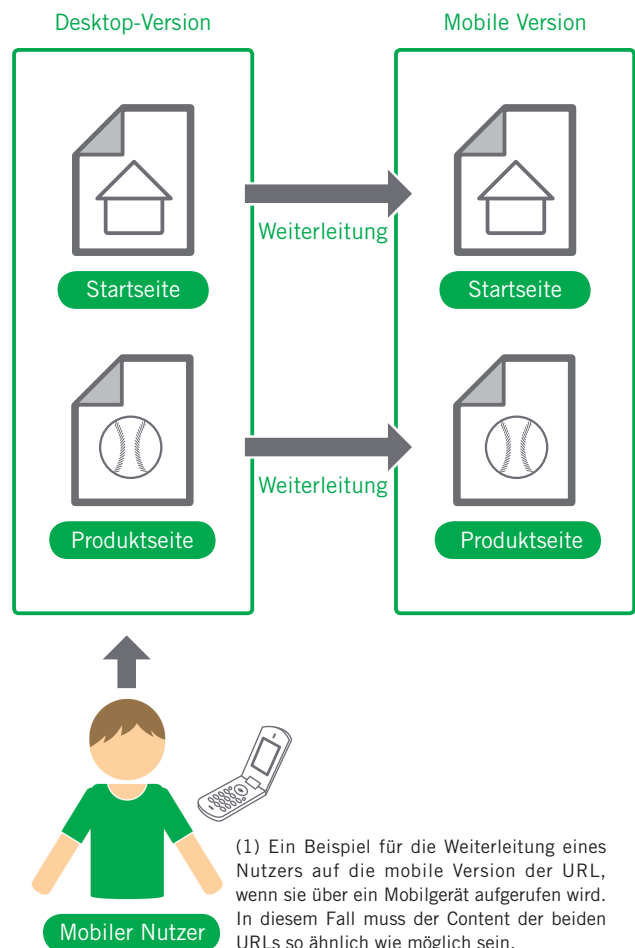 Desktop-Version
Mobile Version
Weiterleitung
Startseite
Startseite
Weiterleitung
Produktseite
Produktseite
(1) Ein Beispiel für die Weiterleitung eines
Nutzers auf die mobile Version der URL,
wenn sie über ein Mobilgerät aufgerufen wird.
In diesem Fall muss der Content der beiden
URLs so ähnlich wie möglich sein.
Mobiler Nutzer